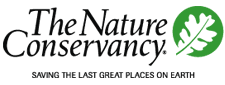 The Nature
Conservancy®
SAVING THE LAST GREAT PLACES ON EARTH